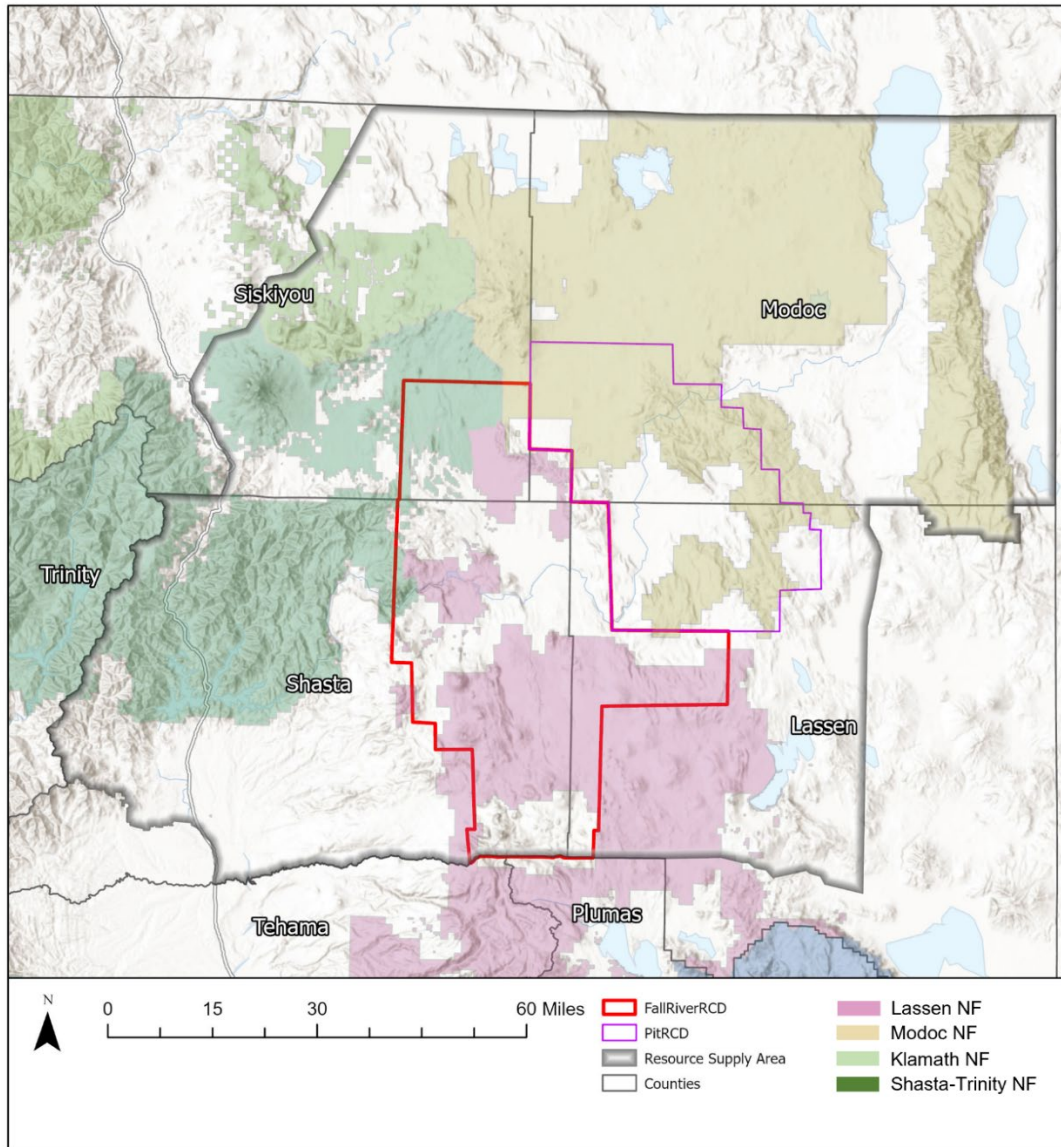 Siskiyou
Modoc
Trinity
Shasta
Lassen
Tehama
Plumas
N
0 15 30 60 Miles
FallRiverRCD
PitRCD
Resource Supply Area
Counties
Lassen NF
Modoc NF
Klamath NF
Shasta-Trinity NF